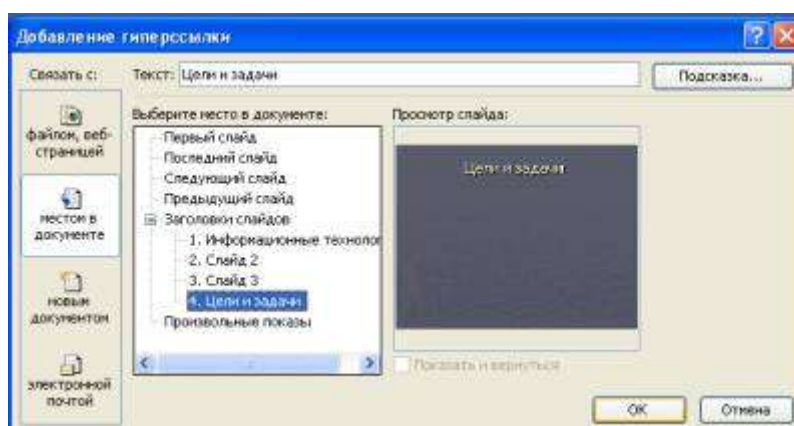 Добавление гиперссылки
Связать с:
Текст: Цели и задачи
Подсказка...
файлом, веб-
страницей
местом в
документе
новым
документом
электронной
почтой
Выберите место в документе:
Первый слайд
Последний слайд
Следующий слайд
Предыдущий слайд
Заголовки слайдов
1. Информационные технолог
2. Слайд 2
3. Слайд 3
4. Цели и задачи
Произвольные показы
Просмотр слайда:
Цели и задачи
Показать и вернуться
ОК
Отмена